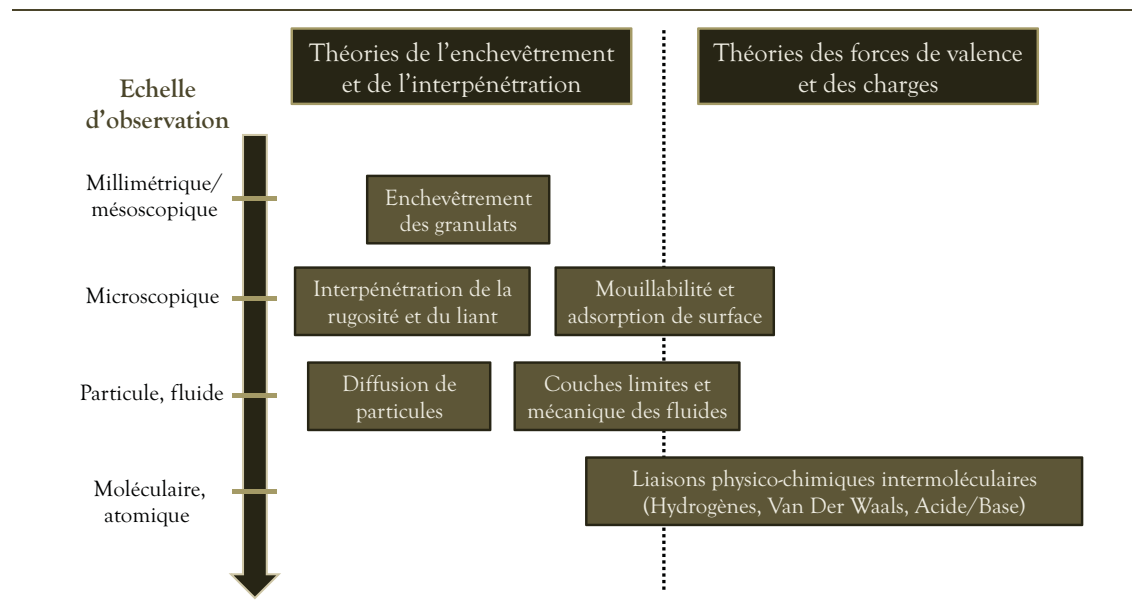 Théories de l'enchevêtrement
et de l'interpénétration
Théories des forces de valence
et des charges
Echelle
d'observation
Millimétrique/
mésoscopique
Enchevêtrement
des granulats
Microscopique
Interpénétration de la
rugosité et du liant
Mouillabilité et
adsorption de surface
Particule, fluide
Diffusion de
particules
Couches limites et
mécanique des fluides
Moléculaire,
atomique
Liaisons physico-chimiques intermoléculaires
(Hydrogènes, Van Der Waals, Acide/Base)